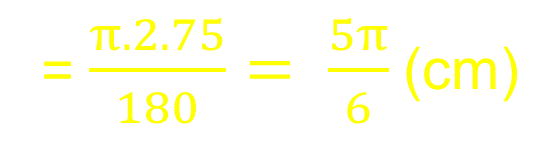 = π.2.75/180 = 5π/6 (cm)